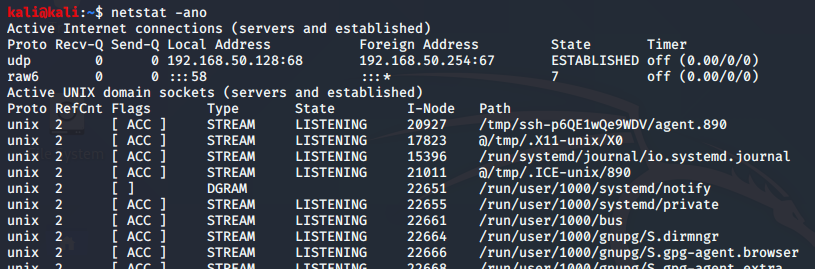 kali@kali:~$ netstat -ano
Active Internet connections (servers and established)
Proto Recv-Q Send-Q Local Address           Foreign Address         State       Timer
udp        0      0 192.168.50.128:68       192.168.50.254:67       ESTABLISHED off (0.00/0/0)
raw6       0      0 :::58                   :::*                    7           off (0.00/0/0)
Active UNIX domain sockets (servers and established)
Proto RefCnt Flags       Type       State         I-Node   Path
unix  2      [ ACC ]     STREAM     LISTENING     20927    /tmp/ssh-p6QE1wQe9WDV/agent.890
unix  2      [ ACC ]     STREAM     LISTENING     17823    @/tmp/.X11-unix/X0
unix  2      [ ACC ]     STREAM     LISTENING     15396    /run/systemd/journal/io.systemd.journal
unix  2      [ ACC ]     STREAM     LISTENING     21011    @/tmp/.ICE-unix/890
unix  2      [ ]         DGRAM                    22651    /run/user/1000/systemd/notify
unix  2      [ ACC ]     STREAM     LISTENING     22655    /run/user/1000/systemd/private
unix  2      [ ACC ]     STREAM     LISTENING     22661    /run/user/1000/bus
unix  2      [ ACC ]     STREAM     LISTENING     22664    /run/user/1000/gnupg/S.dirmngr
unix  2      [ ACC ]     STREAM     LISTENING     22666    /run/user/1000/gnupg/S.gpg-agent.browser
unix  2      [ ACC ]     STREAM     LISTENING     22668    /run/user/1000/gnupg/S.gpg-agent.extra